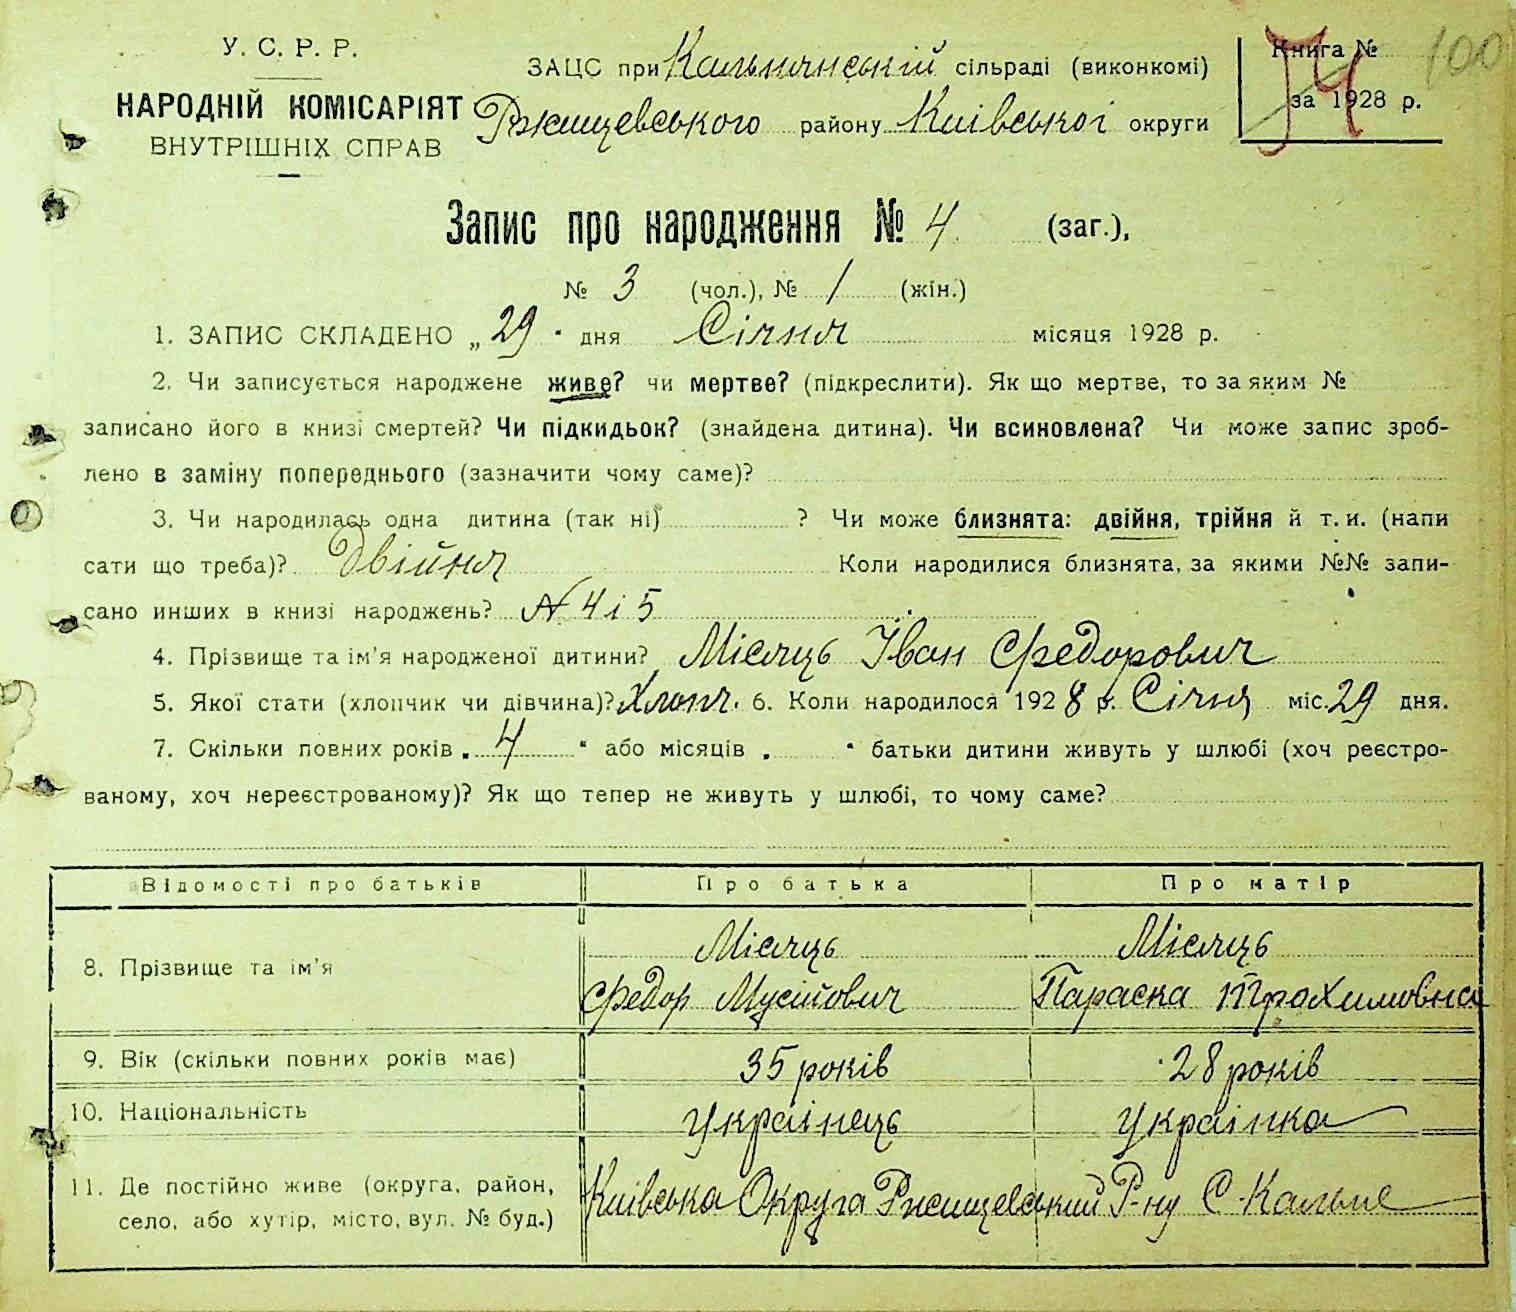 У. С. Р. Р.
НАРОДНІЙ КОМІСАРІЯТ
ВНУТРІШНІХ СПРАВ
ЗАЦС при Кальнянській сільраді (виконкомі)
Ржищевського району Київської округи
Книга №
за 1928 р.
74
100
Запис про народження № 4 (заг.),
№ 3 (чол.), № 1 (жін.)
1. ЗАПИС СКЛАДЕНО „ 29 " дня Січня місяця 1928 р.
2. Чи записується народжене живе? чи мертве? (підкреслити). Як що мертве, то за яким №
записано його в книзі смертей? Чи підкидьок? (знайдена дитина). Чи всиновлена? Чи може запис зроб-
лено в заміну попереднього (зазначити чому саме)?
3. Чи народилась одна дитина (так ні) ? Чи може близнята: двійня, трійня й т. и. (напи
сати що треба)? Двійня Коли народилися близнята, за якими №№ запи-
сано инших в книзі народжень? № 4 і 5
4. Прізвище та ім'я народженої дитини? Місяць Іван Федорович
5. Якої стати (хлопчик чи дівчина)? Хлопч. 6. Коли народилося 1928 р. Січня міс. 29 дня.
7. Скільки повних років „ 4 " або місяців „ " батьки дитини живуть у шлюбі (хоч реєстро-
ваному, хоч нереєстрованому)? Як що тепер не живуть у шлюбі, то чому саме?
Відомості про батьків Про батька Про матір
8. Прізвище та ім'я Місяць Федор Мусійович Місяць Параска Трохимовна
9. Вік (скільки повних років має) 35 років 28 років
10. Національність Українець Українка
11. Де постійно живе (округа, район, село, або хутір, місто, вул. № буд.) Київська Округа Ржищевський Р-ну С. Кальне